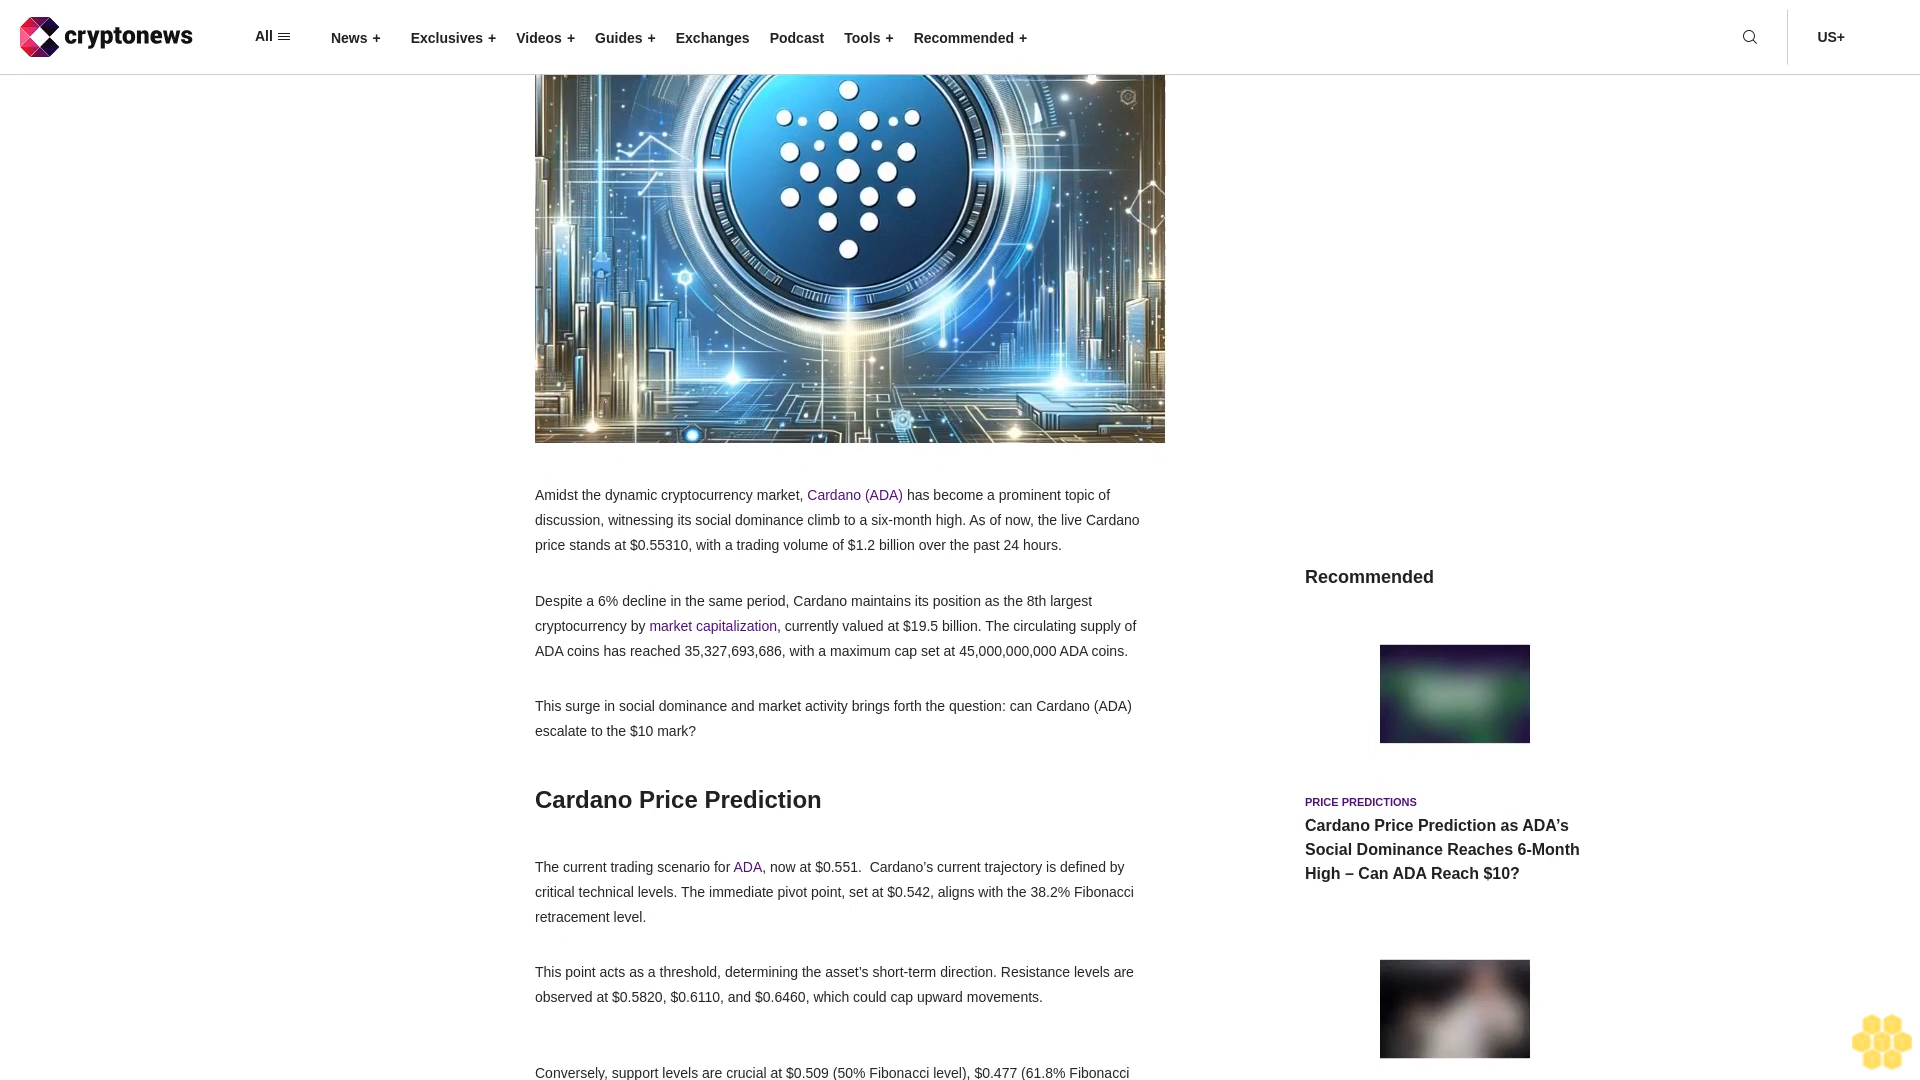 cryptonews
All
News +
Exclusives +
Videos +
Guides +
Exchanges
Podcast
Tools +
Recommended +
US+
Amidst the dynamic cryptocurrency market, Cardano (ADA) has become a prominent topic of
discussion, witnessing its social dominance climb to a six-month high. As of now, the live Cardano
price stands at $0.55310, with a trading volume of $1.2 billion over the past 24 hours.
Despite a 6% decline in the same period, Cardano maintains its position as the 8th largest
cryptocurrency by market capitalization, currently valued at $19.5 billion. The circulating supply of
ADA coins has reached 35,327,693,686, with a maximum cap set at 45,000,000,000 ADA coins.
This surge in social dominance and market activity brings forth the question: can Cardano (ADA)
escalate to the $10 mark?
Cardano Price Prediction
The current trading scenario for ADA, now at $0.551.  Cardano’s current trajectory is defined by
critical technical levels. The immediate pivot point, set at $0.542, aligns with the 38.2% Fibonacci
retracement level.
This point acts as a threshold, determining the asset’s short-term direction. Resistance levels are
observed at $0.5820, $0.6110, and $0.6460, which could cap upward movements.
Conversely, support levels are crucial at $0.509 (50% Fibonacci level), $0.477 (61.8% Fibonacci
Recommended
PRICE PREDICTIONS
Cardano Price Prediction as ADA’s
Social Dominance Reaches 6-Month
High – Can ADA Reach $10?